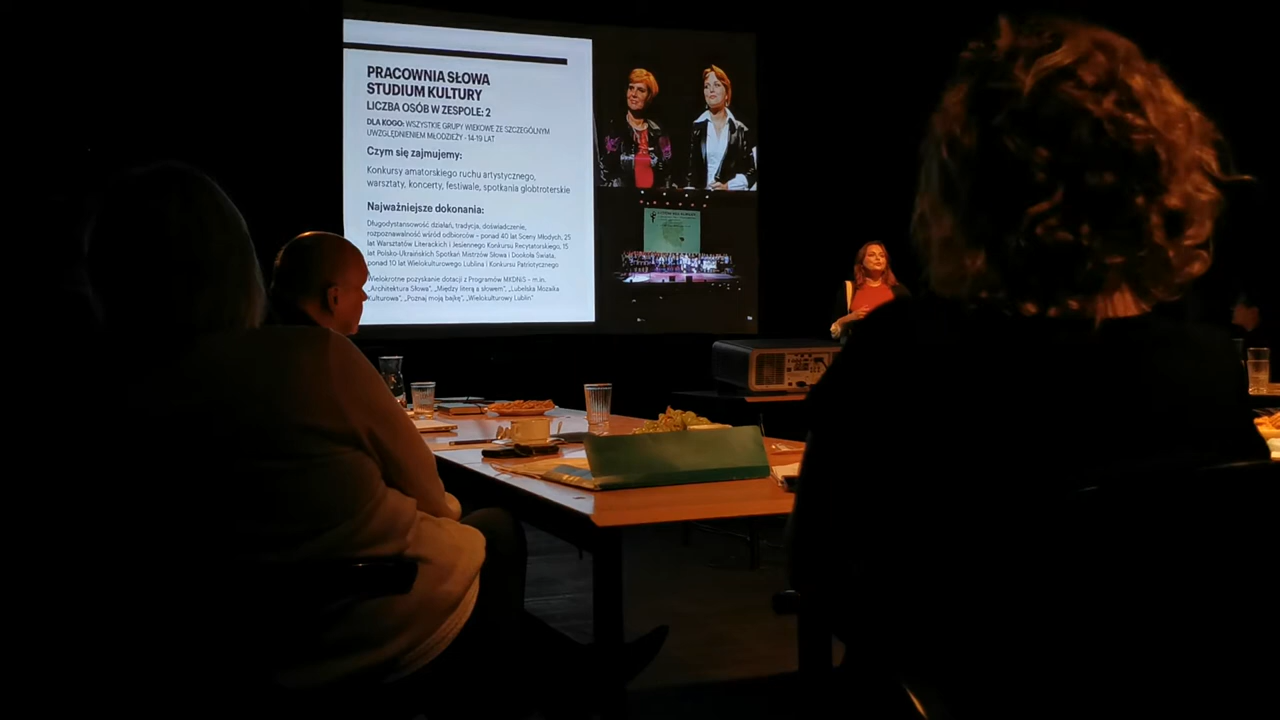 PRACOWNIA SŁOWA
STUDIUM KULTURY
LICZBA OSÓB W ZESPOLE: 2
DLA KOGO: WSZYSTKIE GRUPY WIEKOWE ZE SZCZEGÓLNYM
UWZGLĘDNIENIEM MŁODZIEŻY - 14-19 LAT
Czym się zajmujemy:
Konkursy amatorskiego ruchu artystycznego,
warsztaty, koncerty, festiwale, spotkania globtroterskie
Najważniejsze dokonania:
Długodystansowość działań, tradycja, doświadczenie,
rozpoznawalność wśród odbiorców – ponad 40 lat Sceny Młodych, 25
lat Warsztatów Literackich i Jesiennego Konkursu Recytatorskiego, 15
lat Polsko-Ukraińskich Spotkań Mistrzów Słowa i Dookoła Świata,
ponad 10 lat Wielokulturowego Lublina i Konkursu Patriotycznego
Wielokrotne pozyskanie dotacji z Programów MKDNiS – m.in.
„Architektura Słowa", „Między literą a słowem", „Lubelska Mozaika
Kulturowa", „Poznaj moją bajkę", „Wielokulturowy Lublin"